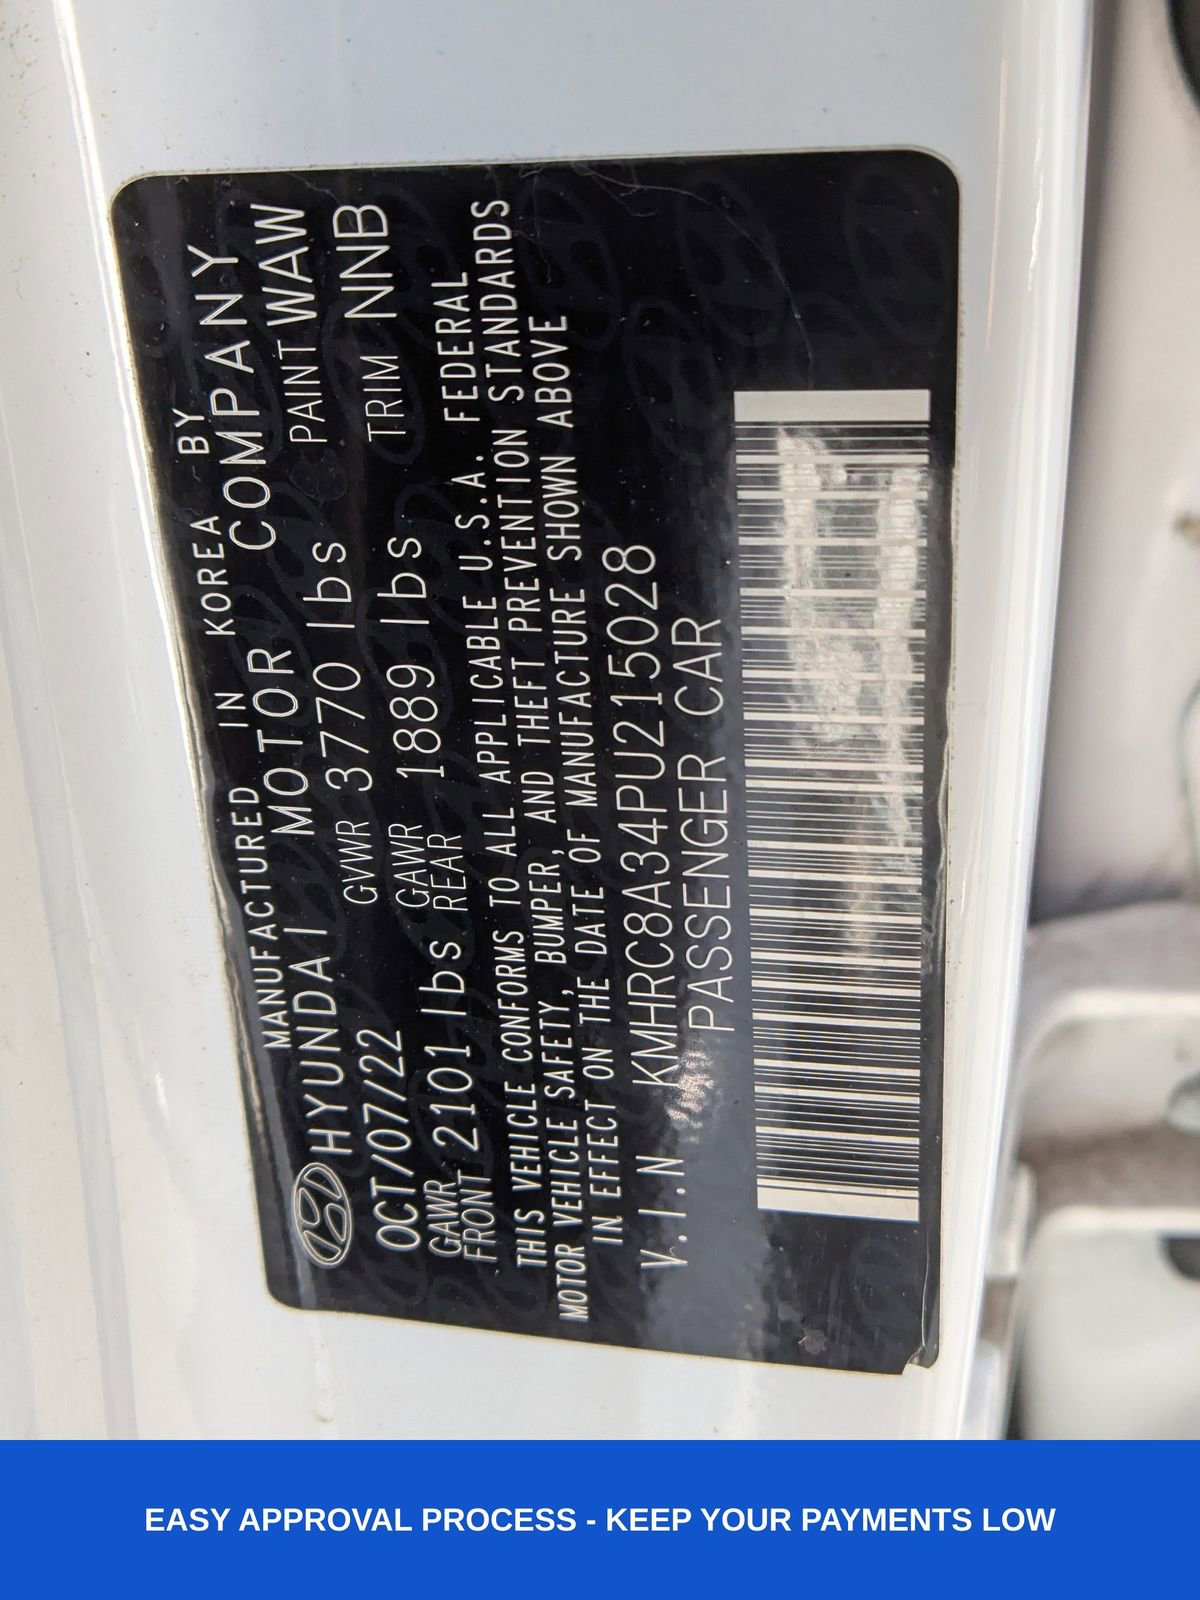 MANUFACTURED IN KOREA BY
HYUNDAI MOTOR COMPANY
OCT/07/22 GVWR 3770 lbs PAINT WAW
GAWR FRONT 2101 lbs GAWR REAR 1889 lbs TRIM NNB
THIS VEHICLE CONFORMS TO ALL APPLICABLE U.S.A. FEDERAL
MOTOR VEHICLE SAFETY, BUMPER, AND THEFT PREVENTION STANDARDS
IN EFFECT ON THE DATE OF MANUFACTURE SHOWN ABOVE
V.I.N KMHRC8A34PU215028
PASSENGER CAR
EASY APPROVAL PROCESS - KEEP YOUR PAYMENTS LOW